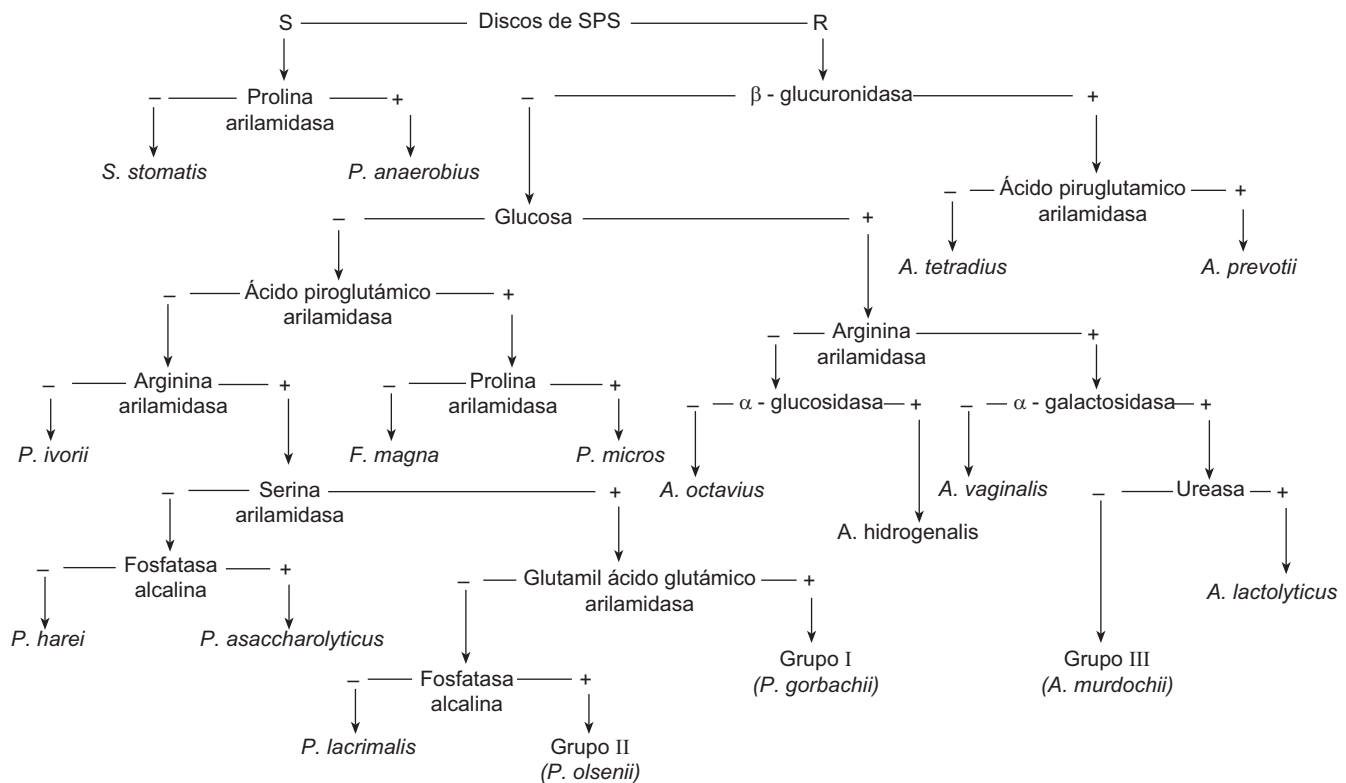 S Discos de SPS R
– Prolina +
arilamidasa
– β - glucuronidasa +
S. stomatis P. anaerobius
– Ácido piruglutamico +
arilamidasa
– Glucosa +
A. tetradius A. prevotii
– Ácido piroglutámico +
arilamidasa
– Arginina +
arilamidasa
– Arginina +
arilamidasa
– Prolina +
arilamidasa
– α - glucosidasa +
– α - galactosidasa +
P. ivorii F. magna P. micros
A. octavius A. vaginalis
– Serina +
arilamidasa
– Ureasa +
A. hidrogenalis
– Fosfatasa +
alcalina
– Glutamil ácido glutámico +
arilamidasa
A. lactolyticus
P. harei P. asaccharolyticus
Grupo I
(P. gorbachii)
Grupo III
(A. murdochii)
– Fosfatasa +
alcalina
P. lacrimalis
Grupo II
(P. olsenii)